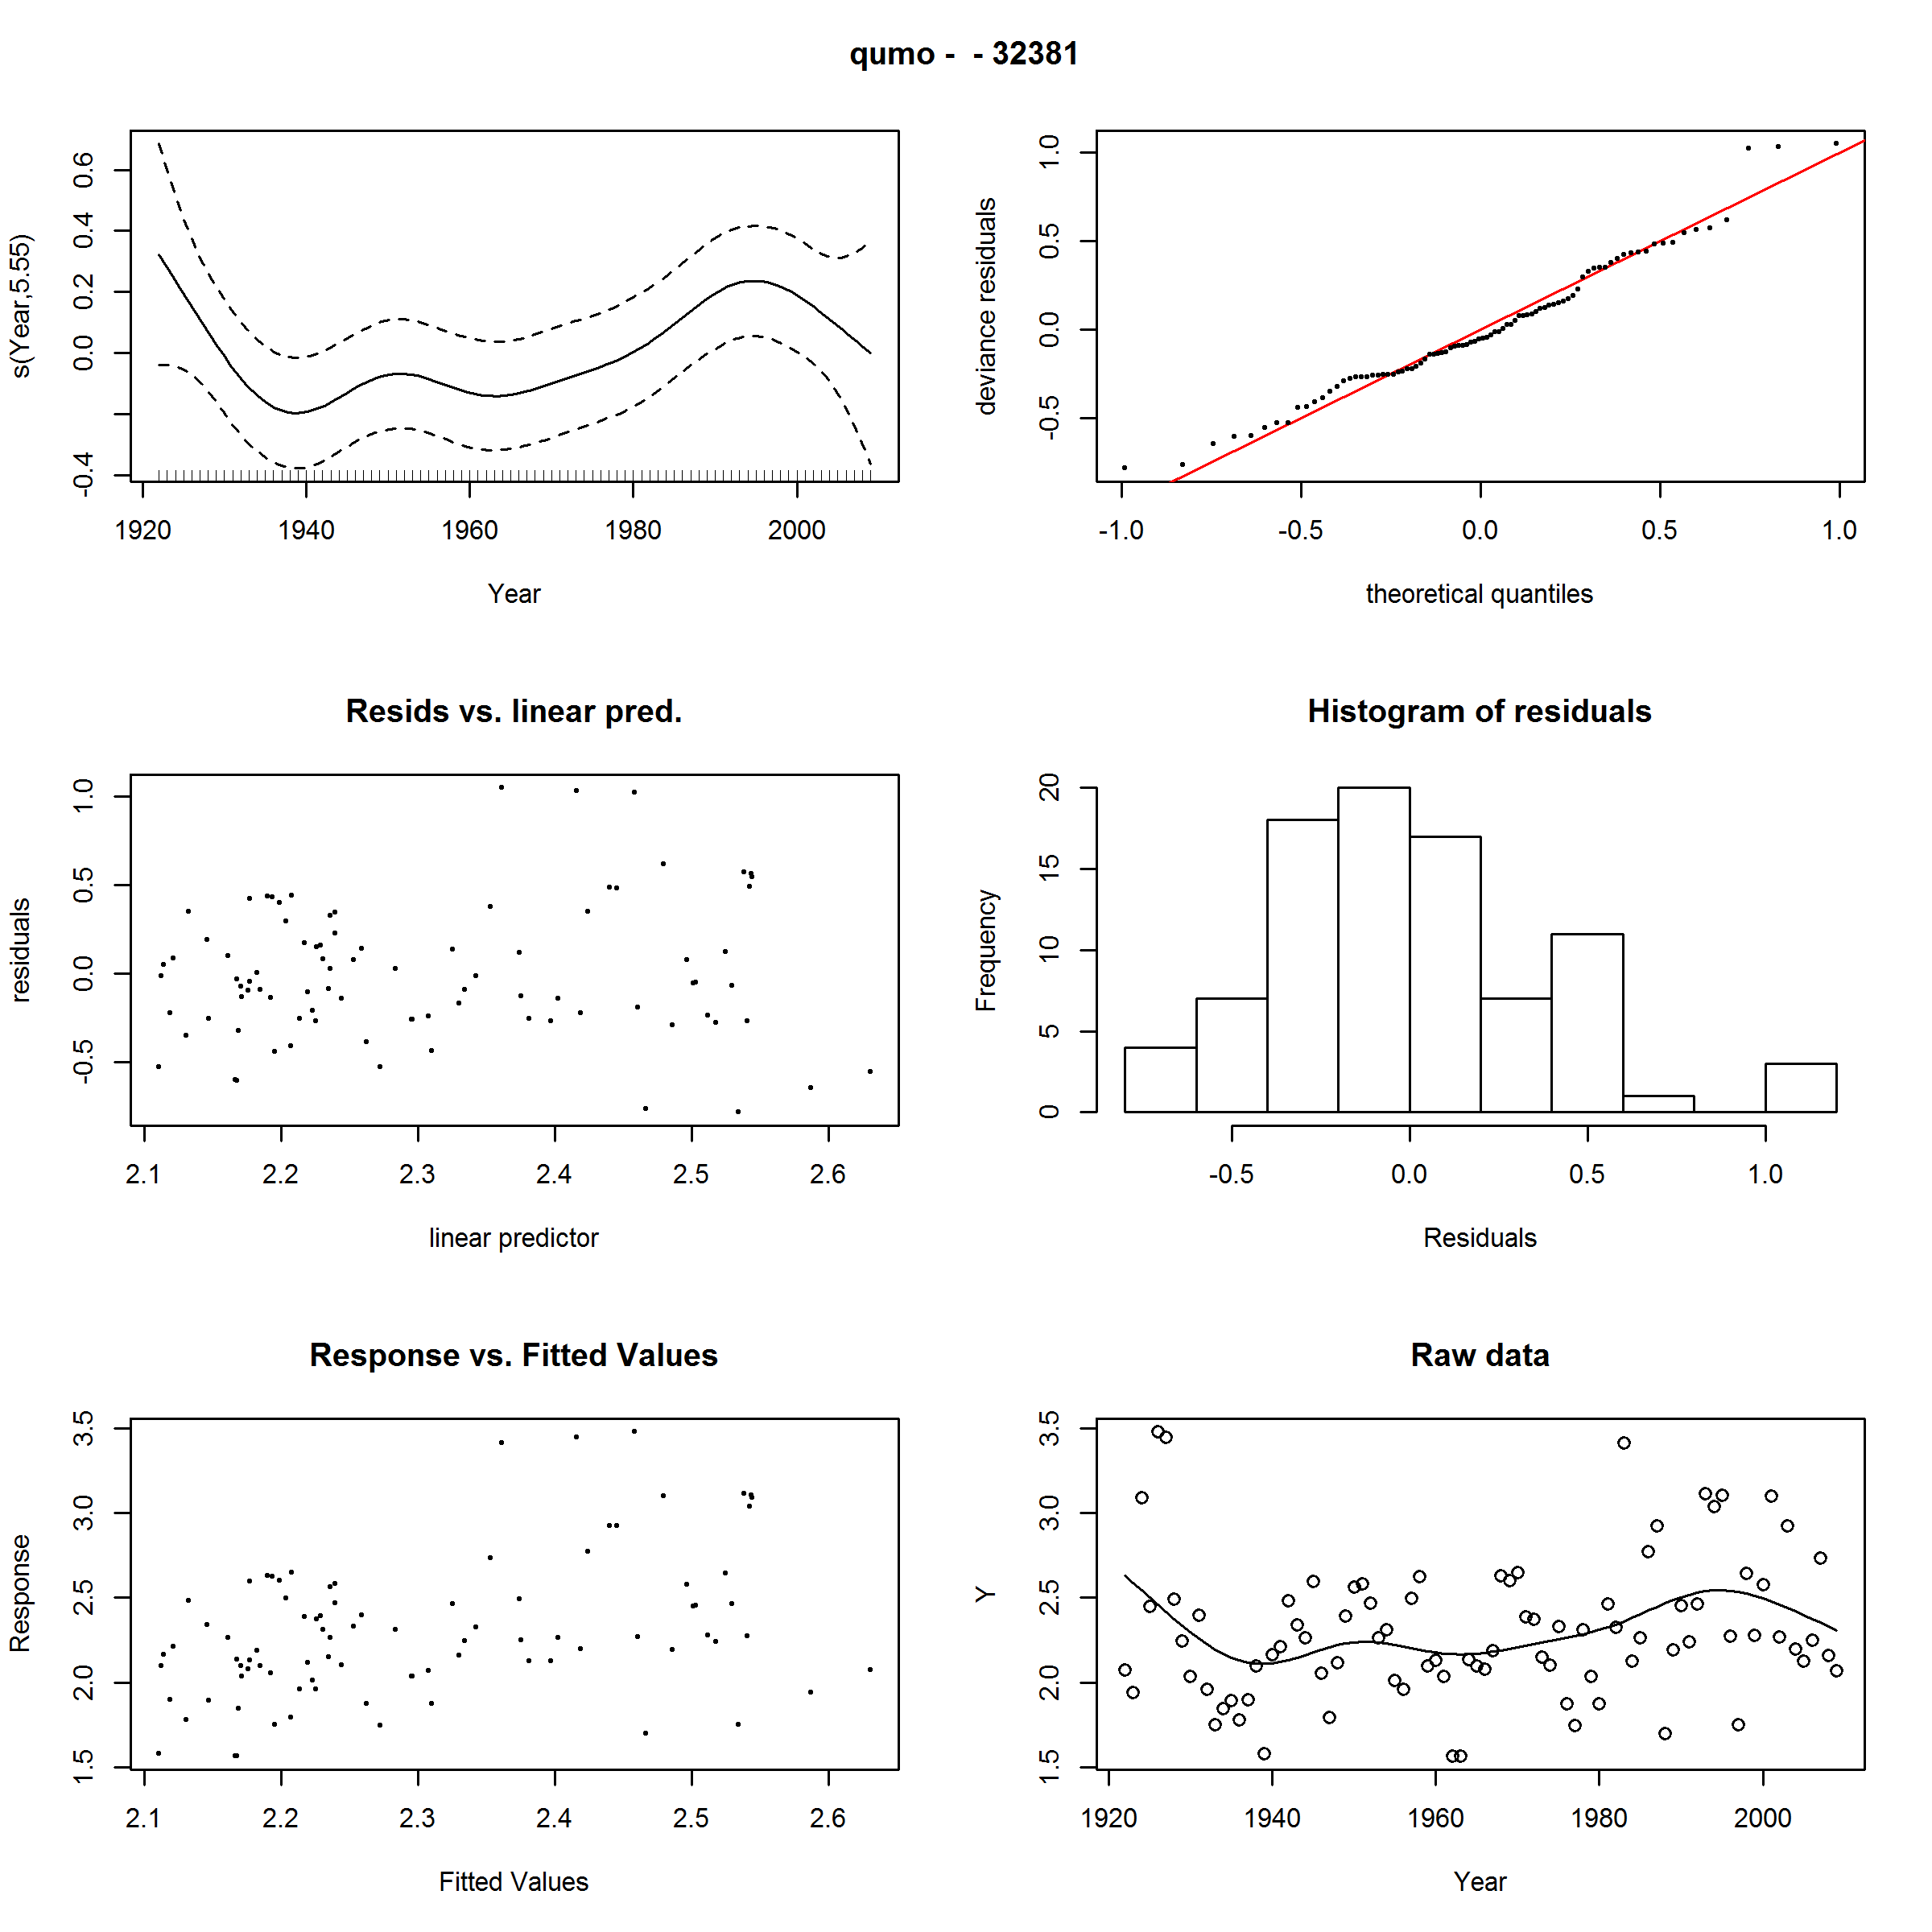 qumo -  - 32381
s(Year,5.55)
-0.4 0.0 0.2 0.4 0.6
1920 1940 1960 1980 2000
Year
deviance residuals
-0.5 0.0 0.5 1.0
-1.0 -0.5 0.0 0.5 1.0
theoretical quantiles
Resids vs. linear pred.
residuals
-0.5 0.0 0.5 1.0
2.1 2.2 2.3 2.4 2.5 2.6
linear predictor
Histogram of residuals
Frequency
0 5 10 15 20
-0.5 0.0 0.5 1.0
Residuals
Response vs. Fitted Values
Response
1.5 2.0 2.5 3.0 3.5
2.1 2.2 2.3 2.4 2.5 2.6
Fitted Values
Raw data
Y
1.5 2.0 2.5 3.0 3.5
1920 1940 1960 1980 2000
Year